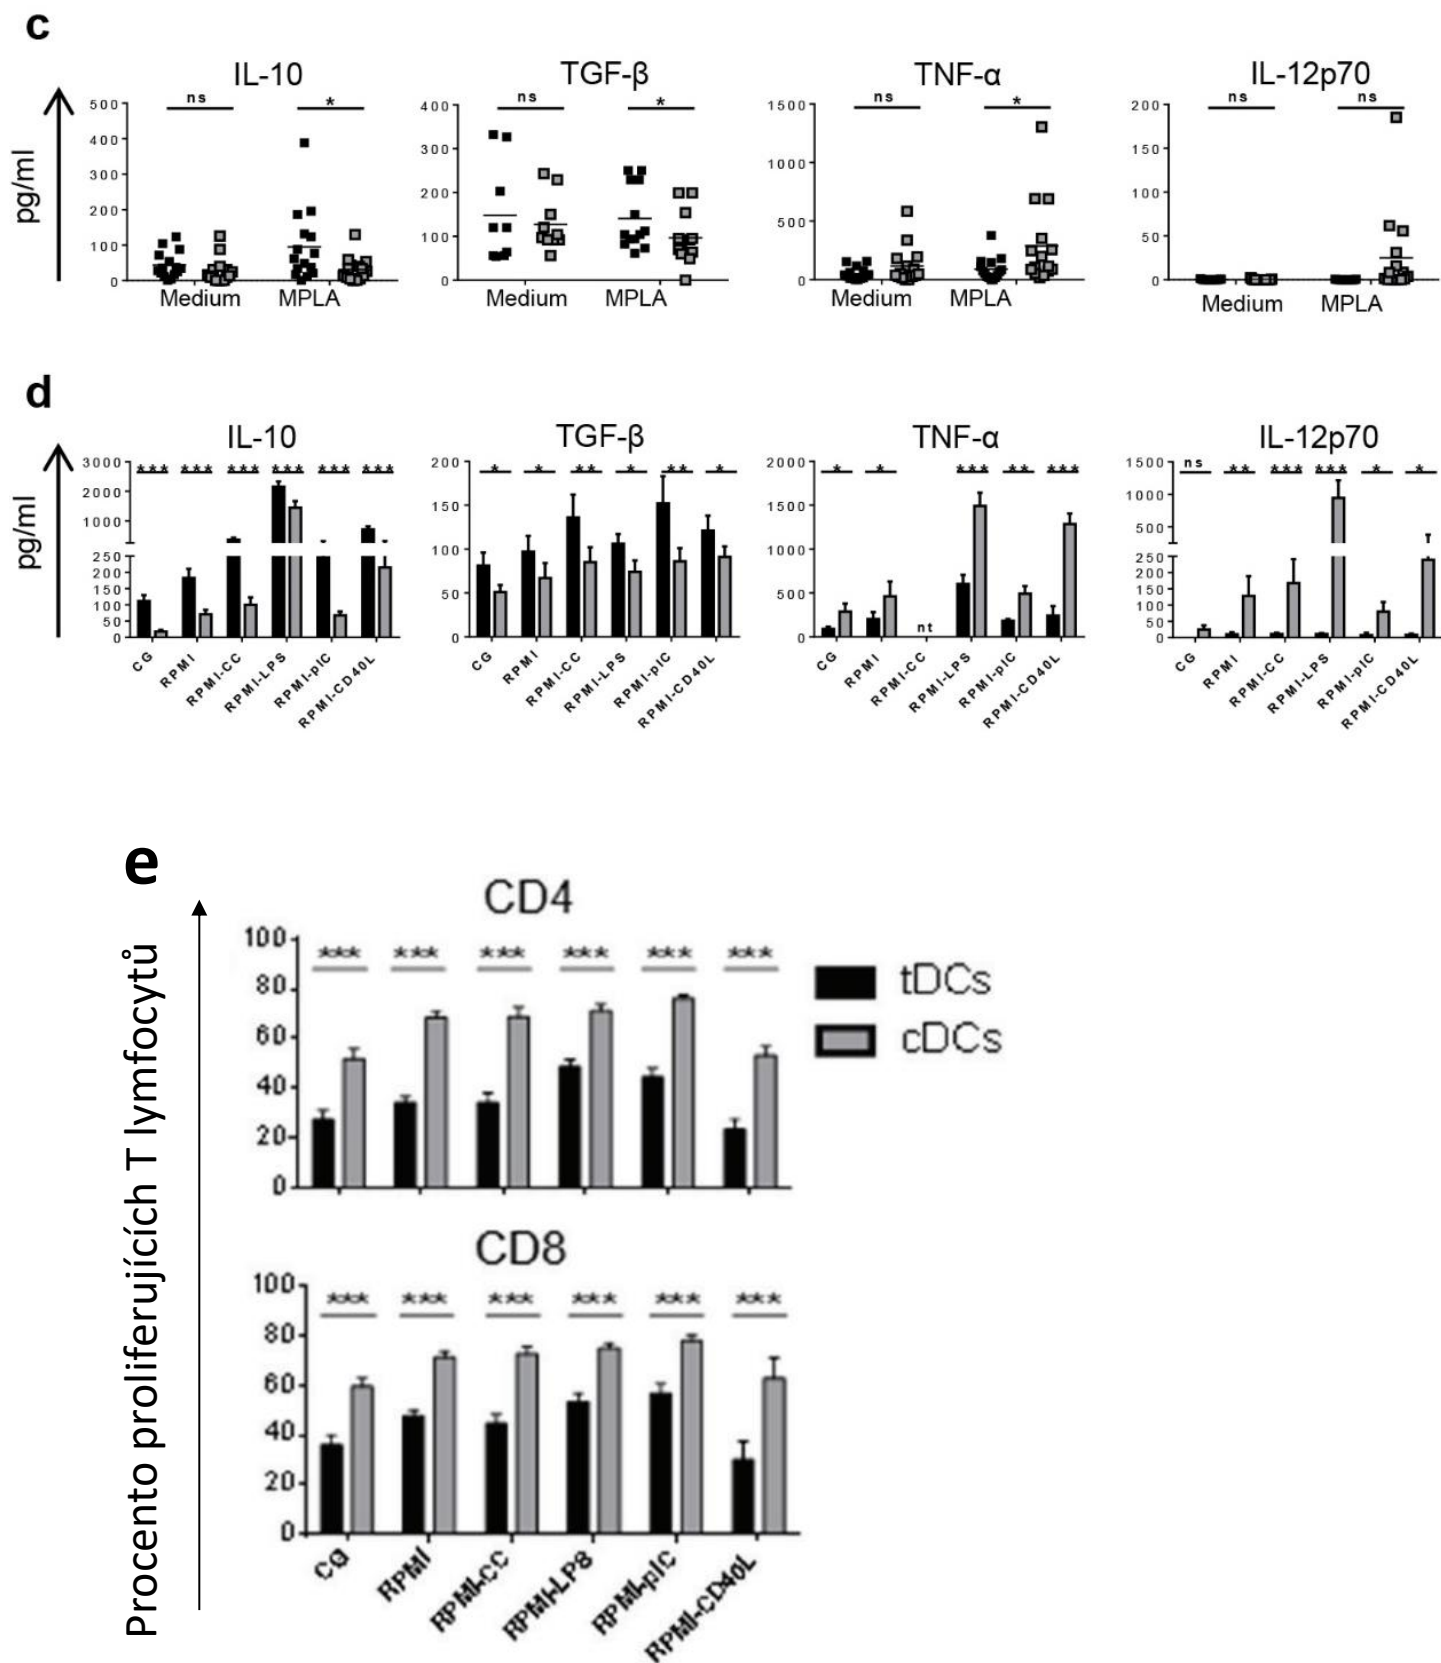 c
IL-10 TGF-β TNF-α IL-12p70
ns * ns * ns * ns ns
pg/ml
500 400 300 200 100 0
400 300 200 100 0
1500 1000 500 0
200 150 100 50 0
Medium MPLA Medium MPLA Medium MPLA Medium MPLA
d
IL-10 TGF-β TNF-α IL-12p70
*** *** *** *** *** ***
* * ** * ** *
* * *** ** ***
ns ** *** *** * *
pg/ml
3000 2000 1000 250 200 150 100 50 0
200 150 100 50 0
2000 1500 1000 500 0
1500 1000 500 250 200 150 100 50 0
nt
CG RPMI RPMI-CC RPMI-LPS RPMI-pIC RPMI-CD40L
CG RPMI RPMI-CC RPMI-LPS RPMI-pIC RPMI-CD40L
CG RPMI RPMI-CC RPMI-LPS RPMI-pIC RPMI-CD40L
CG RPMI RPMI-CC RPMI-LPS RPMI-pIC RPMI-CD40L
e
Procento proliferujících T lymfocytů
CD4
*** *** *** *** *** ***
100
80
60
40
20
0
tDCs
cDCs
CD8
*** *** *** *** *** ***
100
80
60
40
20
0
CG RPMI RPMI-CC RPMI-LPS RPMI-pIC RPMI-CD40L